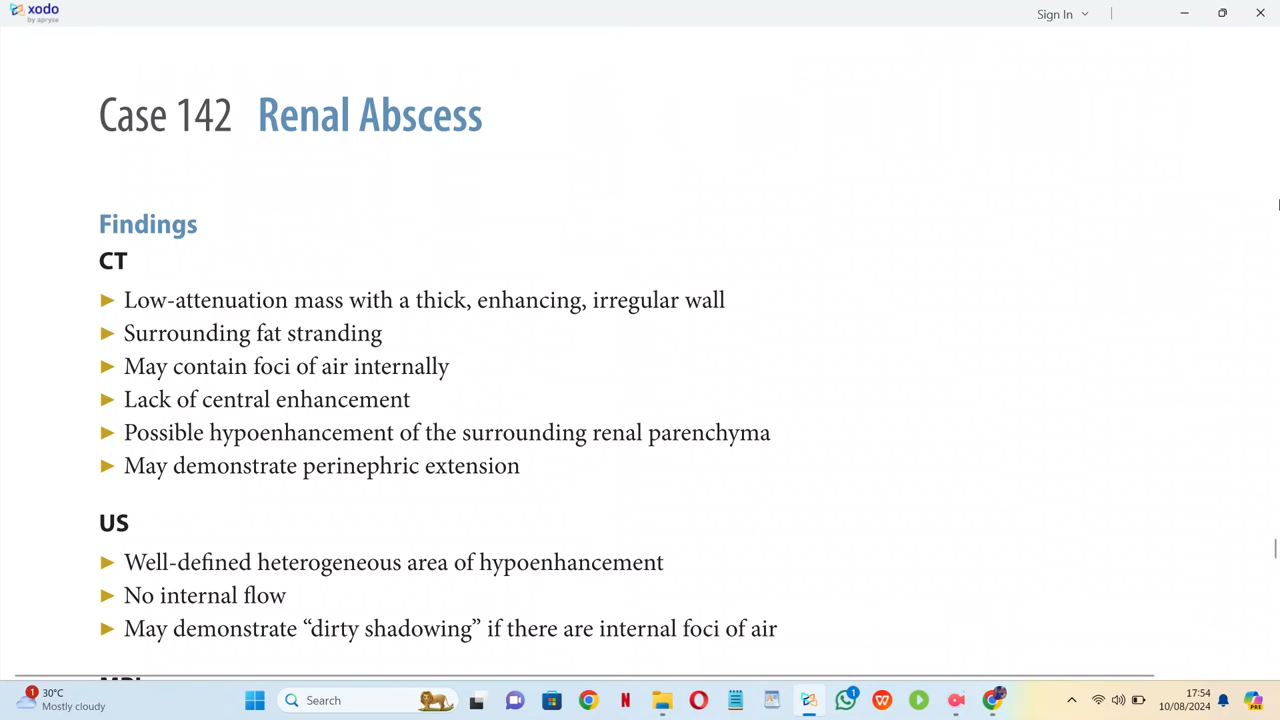 xodo
by apryse
Sign In
Case 142 Renal Abscess
Findings
CT
► Low-attenuation mass with a thick, enhancing, irregular wall
► Surrounding fat stranding
► May contain foci of air internally
► Lack of central enhancement
► Possible hypoenhancement of the surrounding renal parenchyma
► May demonstrate perinephric extension
US
► Well-defined heterogeneous area of hypoenhancement
► No internal flow
► May demonstrate “dirty shadowing” if there are internal foci of air
1
30°C
Mostly cloudy
Search
1
17:54
10/08/2024